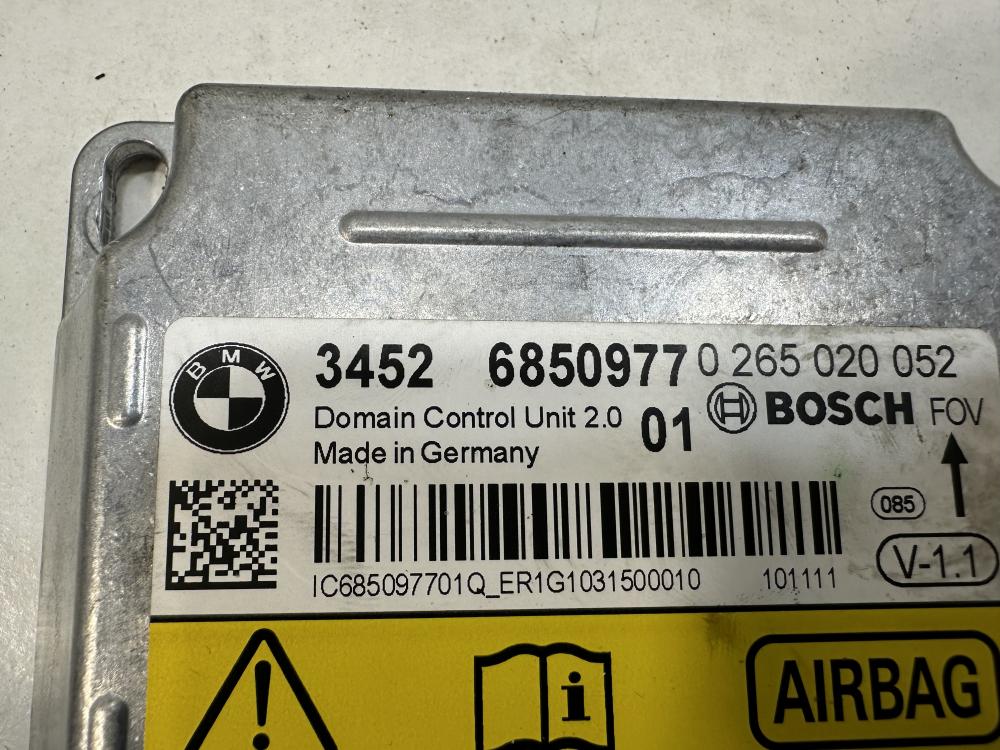 BMW
3452 6850977 0 265 020 052
Domain Control Unit 2.0 01 BOSCH FOV
Made in Germany
085
V-1.1
IC685097701Q_ER1G1031500010 101111
! i AIRBAG